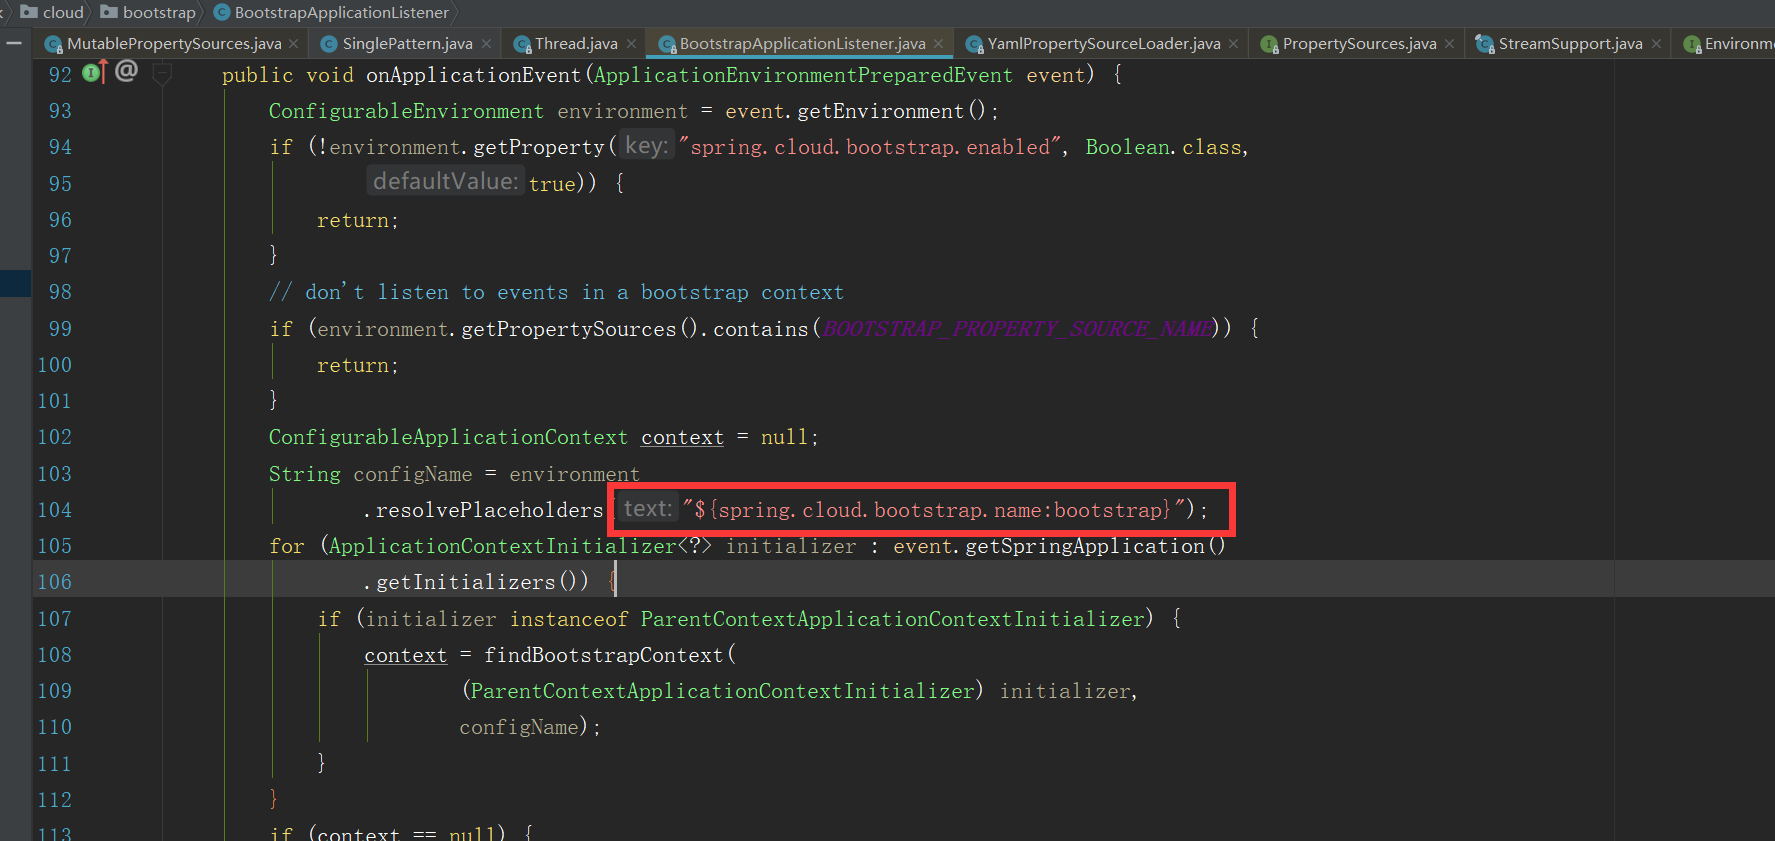 cloud bootstrap BootstrapApplicationListener
MutablePropertySources.java SinglePattern.java Thread.java BootstrapApplicationListener.java YamlPropertySourceLoader.java PropertySources.java StreamSupport.java Environm
92 @ public void onApplicationEvent(ApplicationEnvironmentPreparedEvent event) {
93 ConfigurableEnvironment environment = event.getEnvironment();
94 if (!environment.getProperty( key: "spring.cloud.bootstrap.enabled", Boolean.class,
95 defaultValue: true)) {
96 return;
97 }
98 // don't listen to events in a bootstrap context
99 if (environment.getPropertySources().contains(BOOTSTRAP_PROPERTY_SOURCE_NAME)) {
100 return;
101 }
102 ConfigurableApplicationContext context = null;
103 String configName = environment
104 .resolvePlaceholders( text: "${spring.cloud.bootstrap.name:bootstrap}");
105 for (ApplicationContextInitializer<?> initializer : event.getSpringApplication()
106 .getInitializers()) {
107 if (initializer instanceof ParentContextApplicationContextInitializer) {
108 context = findBootstrapContext(
109 (ParentContextApplicationContextInitializer) initializer,
110 configName);
111 }
112 }
113 if (context == null) {